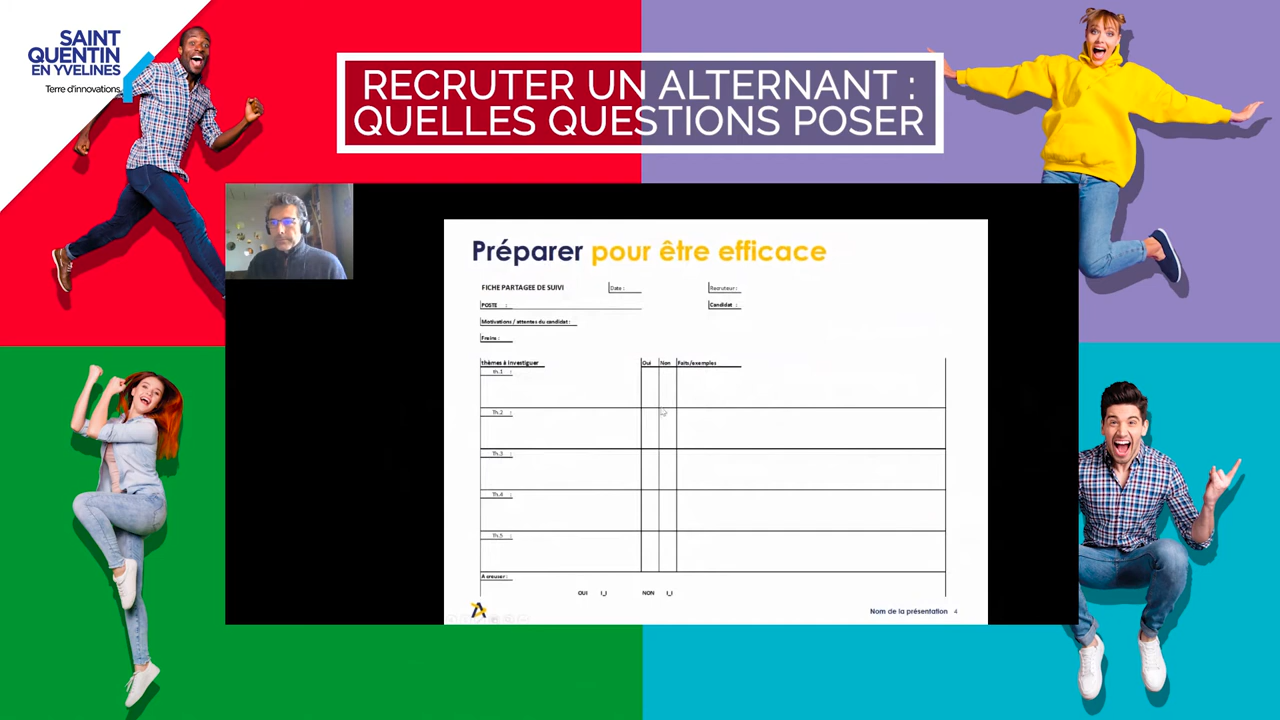 SAINT
QUENTIN
EN YVELINES
Terre d'innovations
RECRUTER UN ALTERNANT :
QUELLES QUESTIONS POSER
Préparer pour être efficace
FICHE PARTAGEE DE SUIVI Date : Recruteur :
POSTE : Candidat :
Motivations / attentes du candidat :
Freins :
thèmes à investiguer Oui Non Faits/exemples
Th.1 :
Th.2 :
Th.3 :
Th.4 :
Th.5 :
A creuser :
OUI I_I NON I_I
Nom de la présentation 4